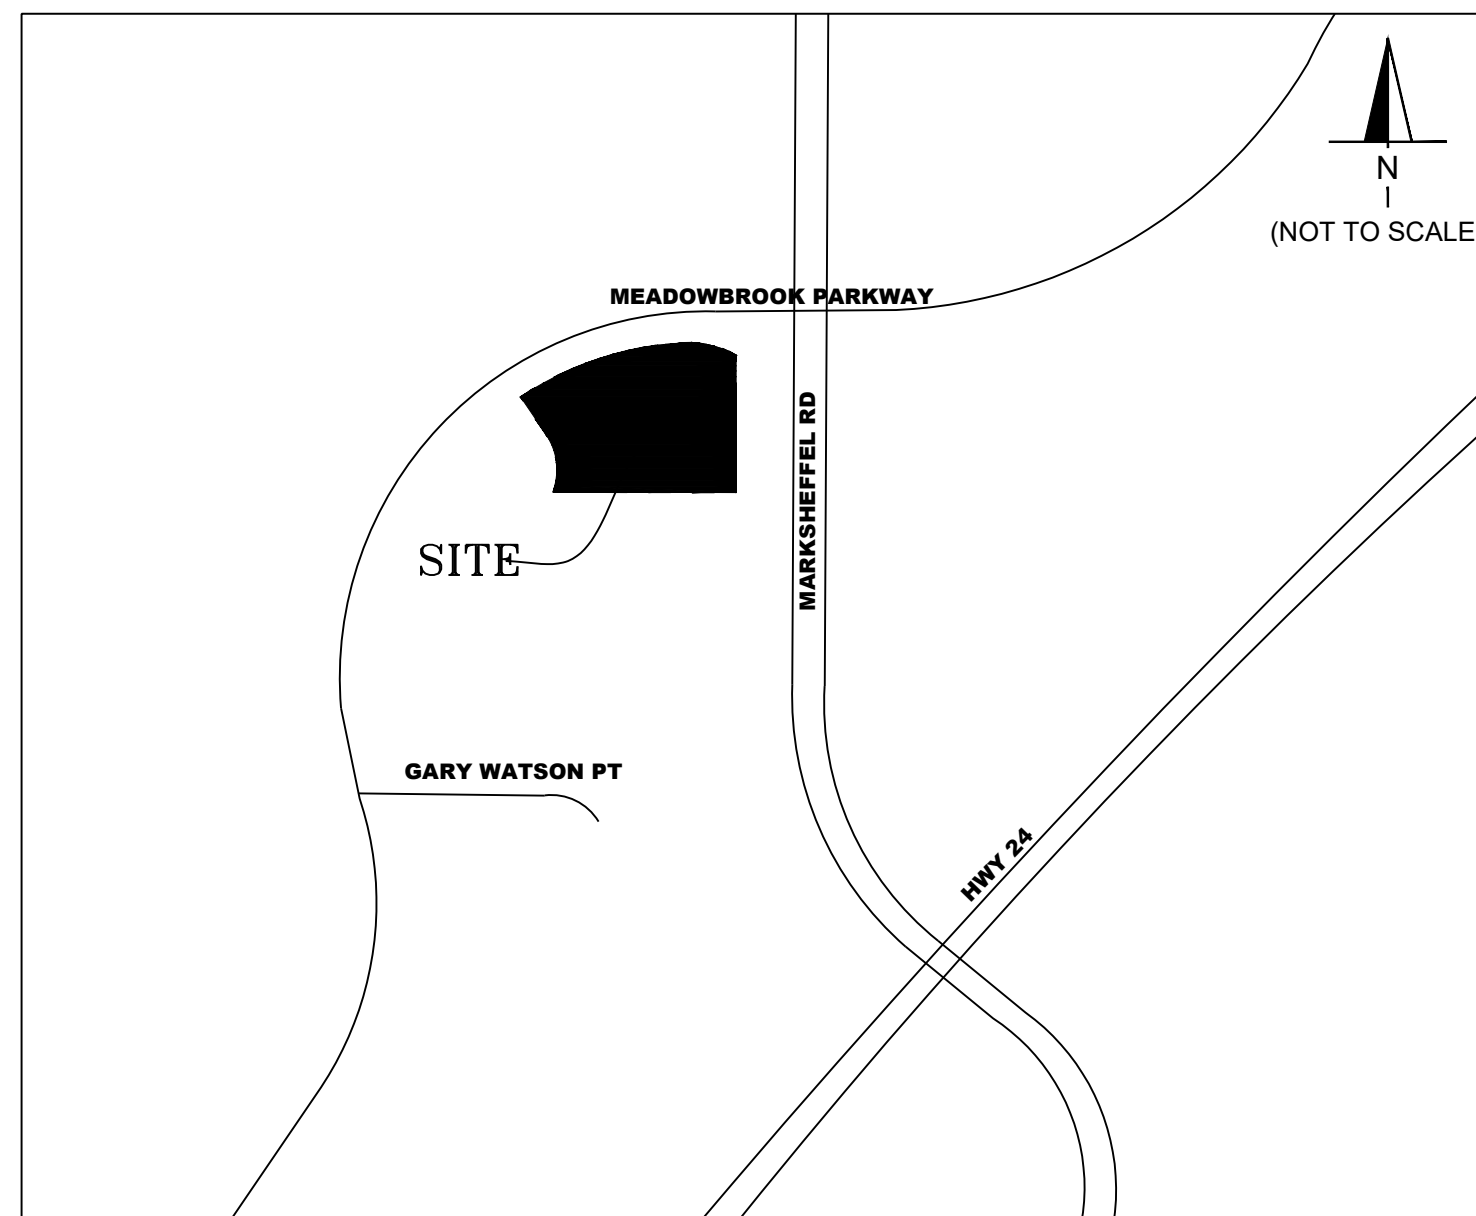 N
(NOT TO SCALE
MEADOWBROOK PARKWAY
MARKSHEFFEL RD
SITE
GARY WATSON PT
HWY 24